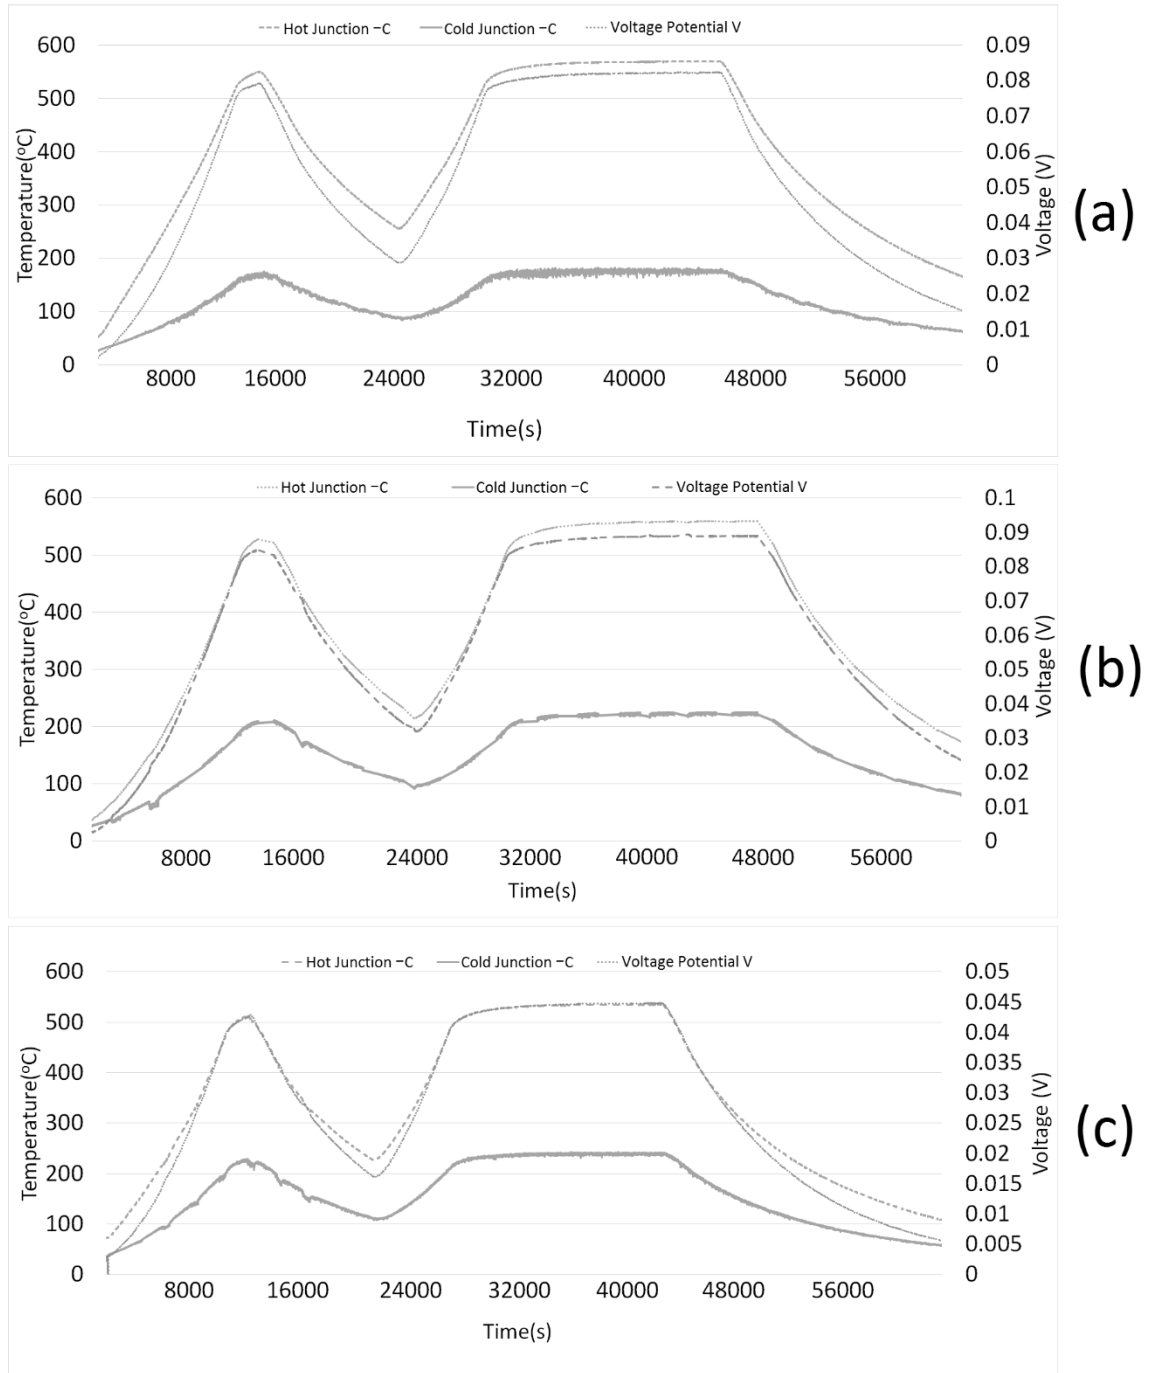 Hot Junction −C Cold Junction −C Voltage Potential V
600 0.09
500 0.08
0.07
400 0.06
300 0.05
0.04
200 0.03
100 0.02
0.01
0 0
Temperature(ºC)
Voltage (V)
8000 16000 24000 32000 40000 48000 56000
Time(s)
(a)
Hot Junction −C Cold Junction −C Voltage Potential V
600 0.1
500 0.09
0.08
400 0.07
0.06
300 0.05
200 0.04
0.03
100 0.02
0.01
0 0
Temperature(ºC)
Voltage (V)
8000 16000 24000 32000 40000 48000 56000
Time(s)
(b)
Hot Junction −C Cold Junction −C Voltage Potential V
600 0.05
500 0.045
0.04
400 0.035
0.03
300 0.025
200 0.02
0.015
100 0.01
0.005
0 0
Temperature(ºC)
Voltage (V)
8000 16000 24000 32000 40000 48000 56000
Time(s)
(c)